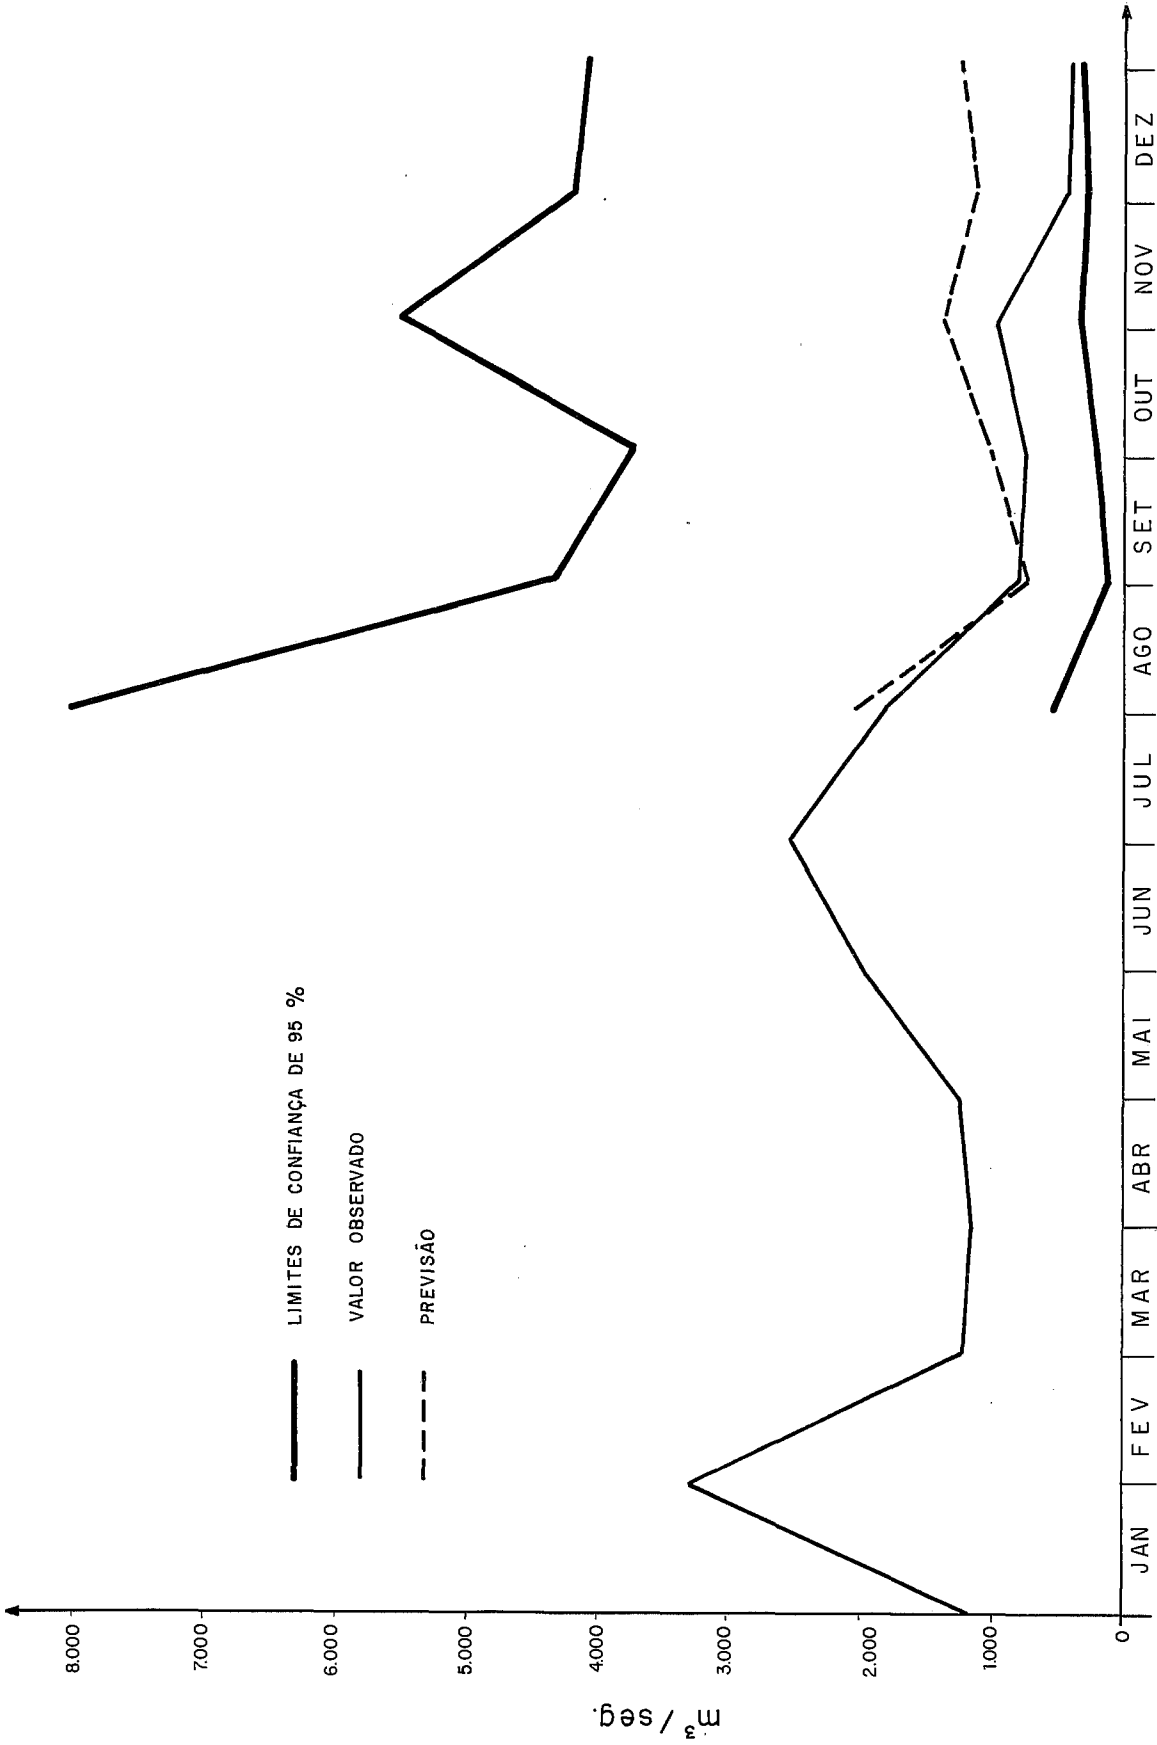 m³/seg.
8.000
7.000
6.000
5.000
4.000
3.000
2.000
1.000
0
LIMITES DE CONFIANÇA DE 95 %
VALOR OBSERVADO
PREVISÃO
JAN | FEV | MAR | ABR | MAI | JUN | JUL | AGO | SET | OUT | NOV | DEZ |